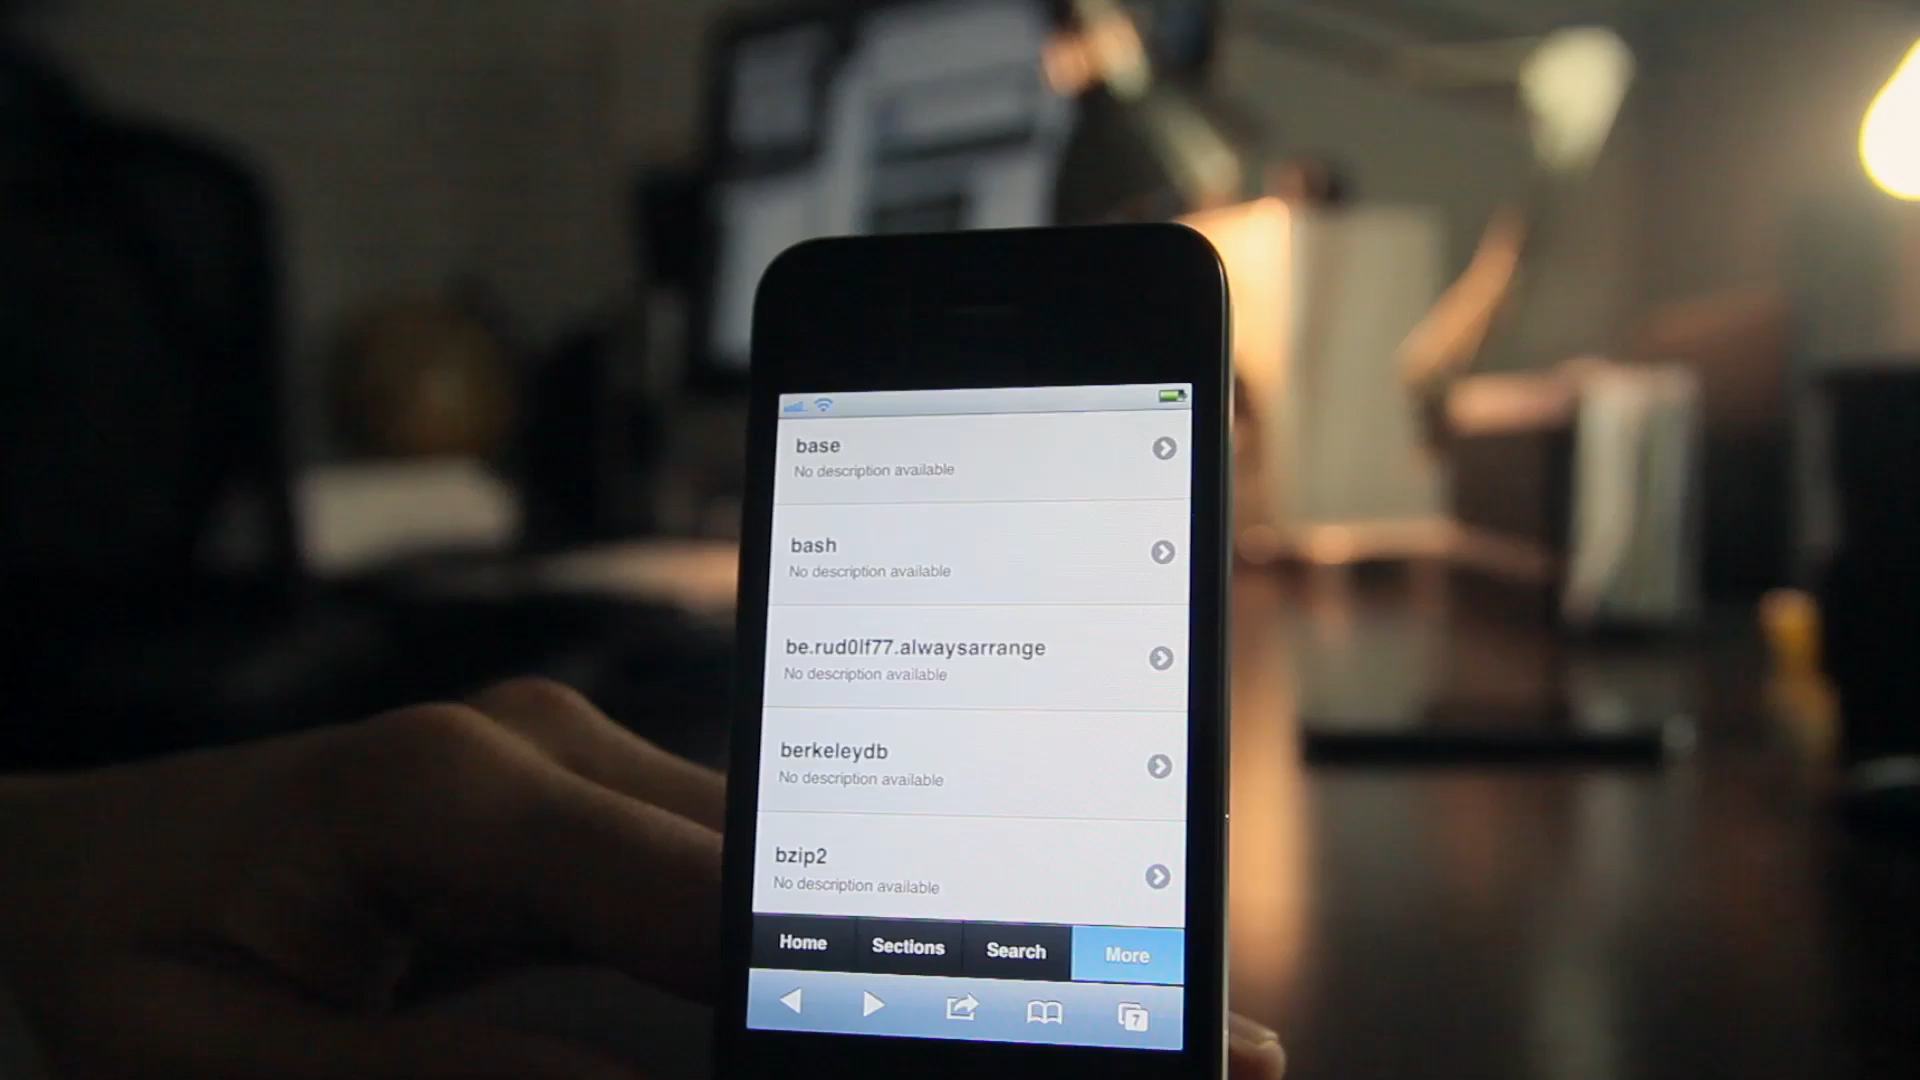 base
No description available
bash
No description available
be.rud0lf77.alwaysarrange
No description available
berkeleydb
No description available
bzip2
No description available
Home Sections Search More
7